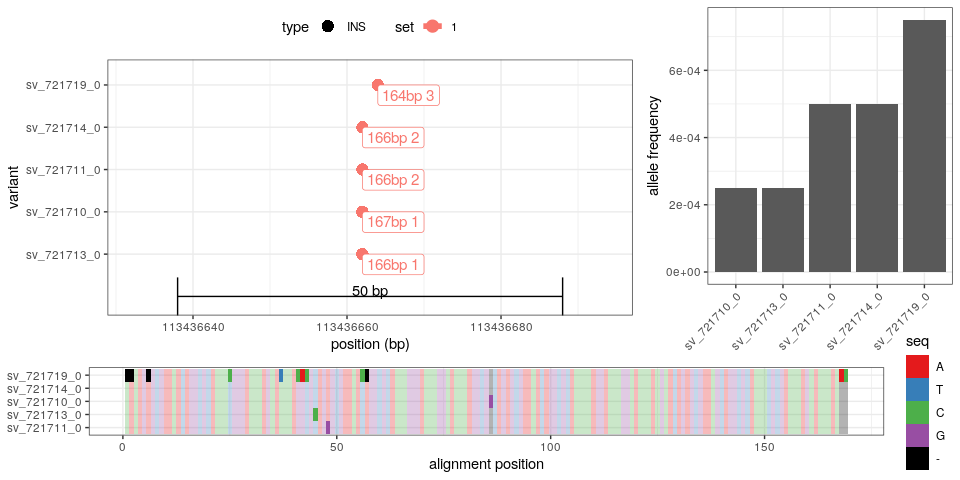 type INS set 1
sv_721719_0
sv_721714_0
sv_721711_0
sv_721710_0
sv_721713_0
variant
164bp 3
166bp 2
166bp 2
167bp 1
166bp 1
50 bp
113436640 113436660 113436680
position (bp)
allele frequency
6e-04
4e-04
2e-04
0e+00
sv_721710_0 sv_721713_0 sv_721711_0 sv_721714_0 sv_721719_0
sv_721719_0
sv_721714_0
sv_721710_0
sv_721713_0
sv_721711_0
0 50 100 150
alignment position
seq
A
T
C
G
-